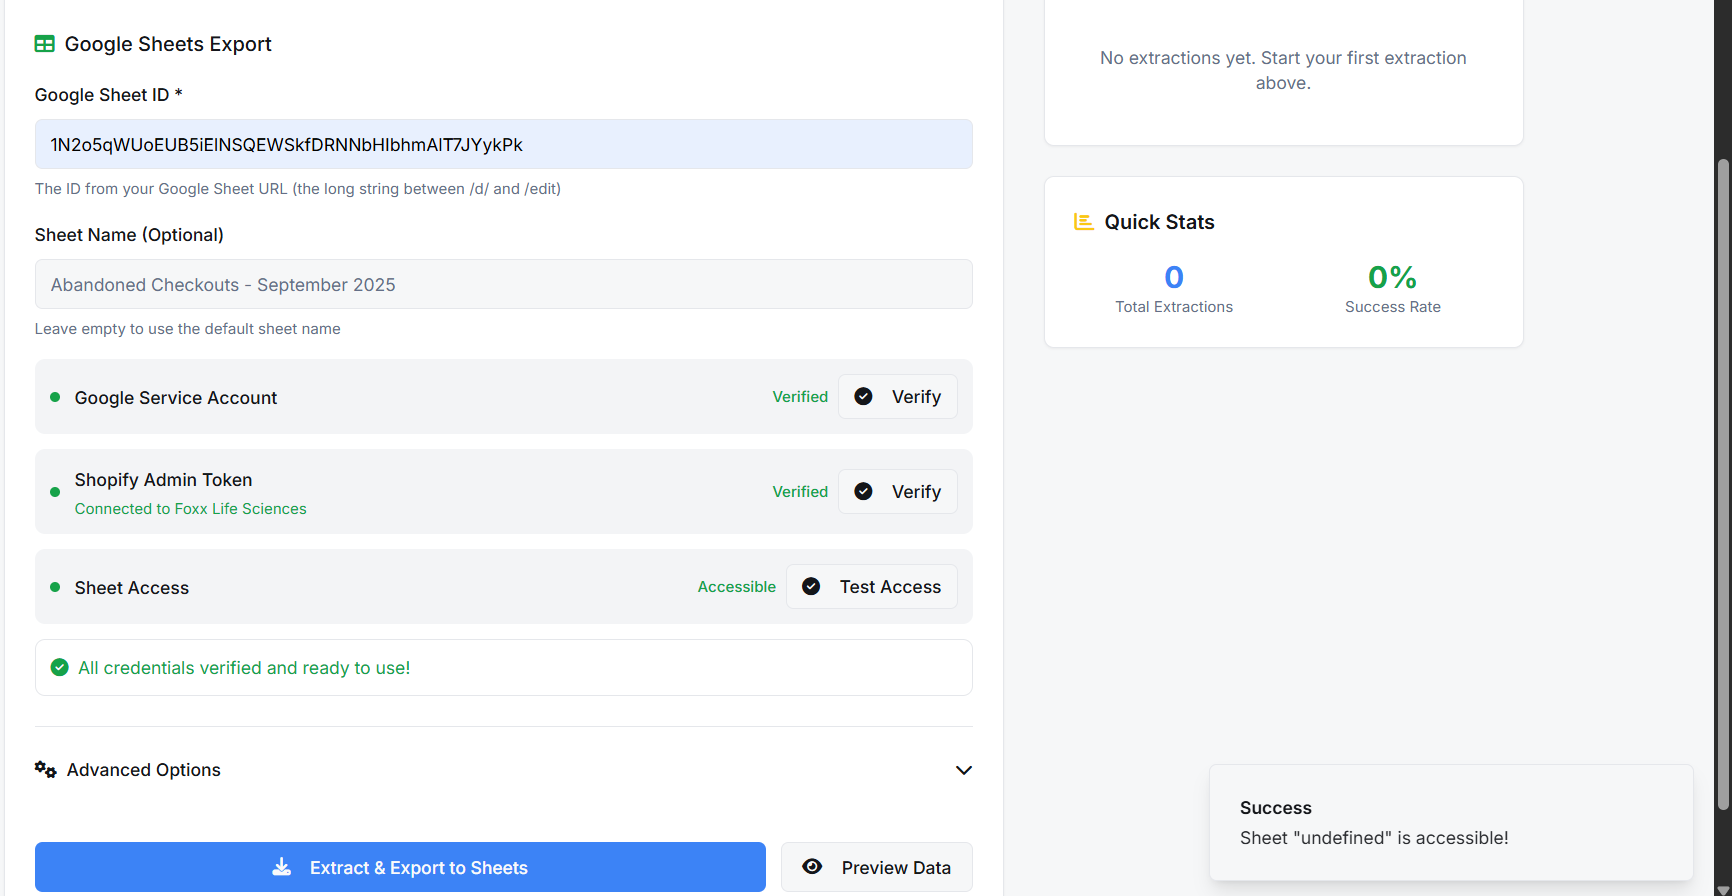 Google Sheets Export
Google Sheet ID *
1N2o5qWUoEUB5iEINSQEWSkfDRNNbHIbhmAIT7JYykPk
The ID from your Google Sheet URL (the long string between /d/ and /edit)
Sheet Name (Optional)
Abandoned Checkouts - September 2025
Leave empty to use the default sheet name
Google Service Account
Verified
Verify
Shopify Admin Token
Connected to Foxx Life Sciences
Verified
Verify
Sheet Access
Accessible
Test Access
All credentials verified and ready to use!
Advanced Options
Extract & Export to Sheets
Preview Data
No extractions yet. Start your first extraction
above.
Quick Stats
0
Total Extractions
0%
Success Rate
Success
Sheet "undefined" is accessible!